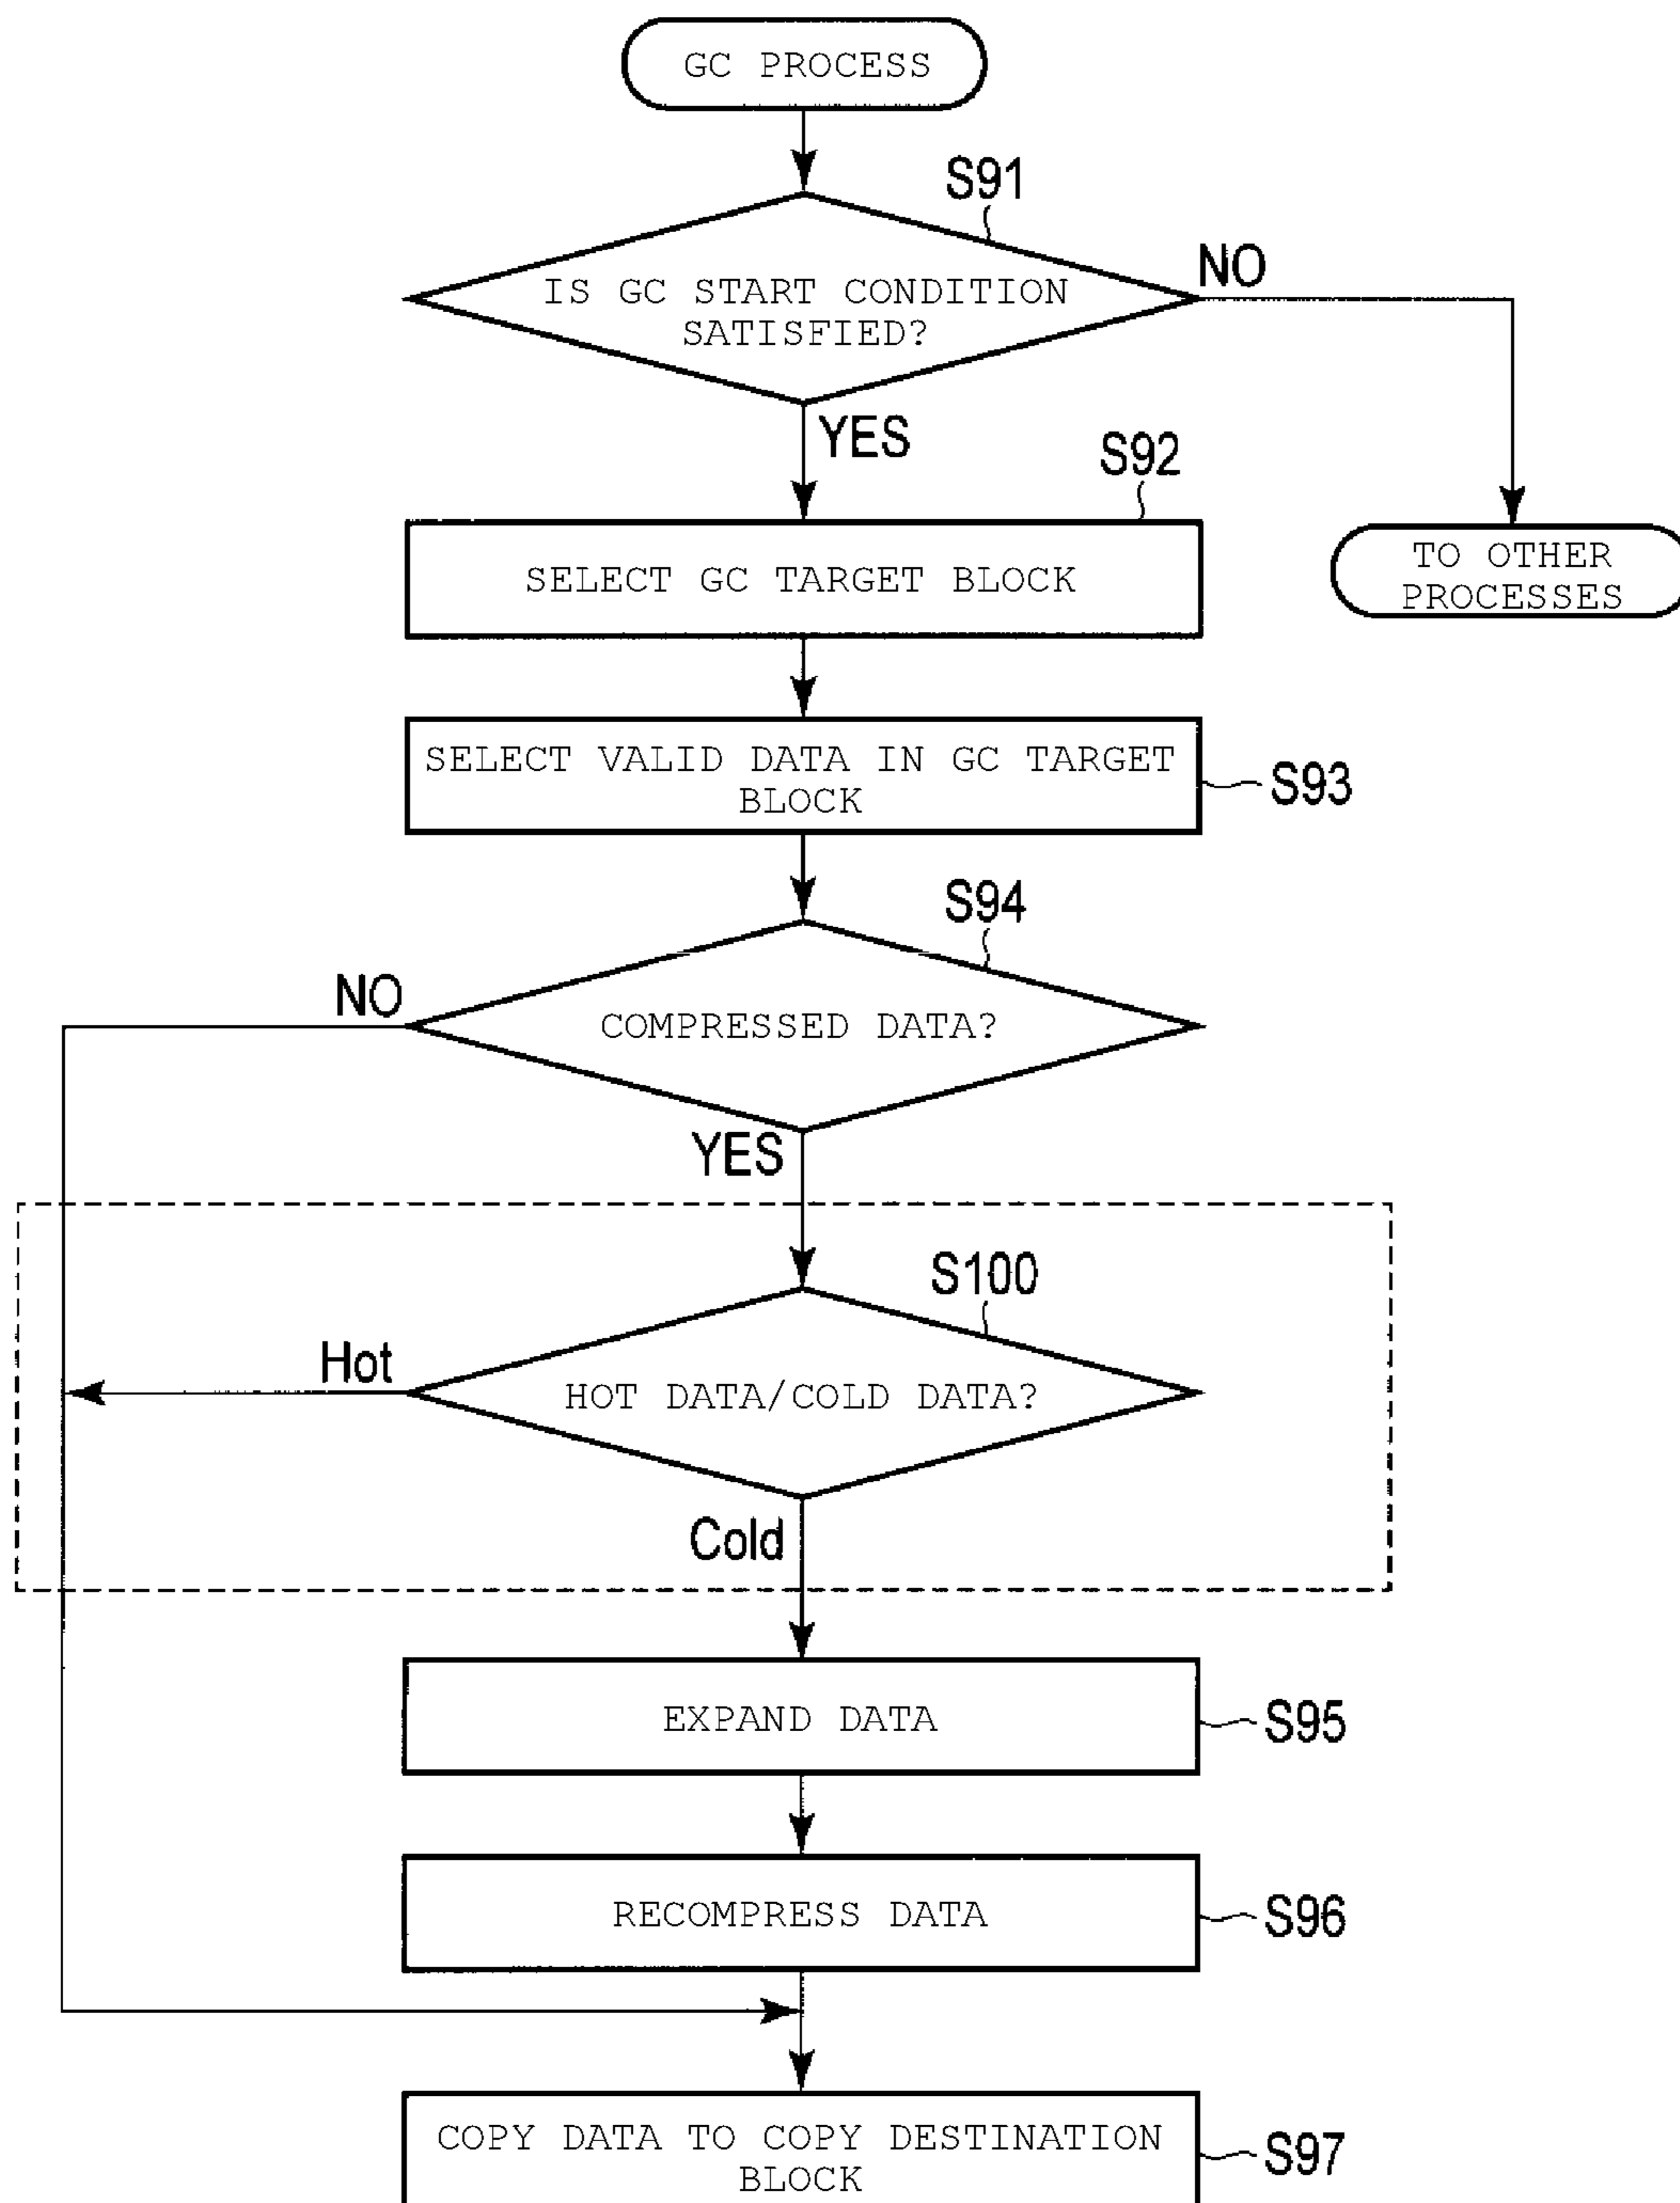 GC PROCESS
S91
IS GC START CONDITION
SATISFIED?
NO
YES
S92
SELECT GC TARGET BLOCK
TO OTHER
PROCESSES
SELECT VALID DATA IN GC TARGET
BLOCK
S93
S94
NO
COMPRESSED DATA?
YES
S100
Hot
HOT DATA/COLD DATA?
Cold
EXPAND DATA
S95
RECOMPRESS DATA
S96
COPY DATA TO COPY DESTINATION
BLOCK
S97